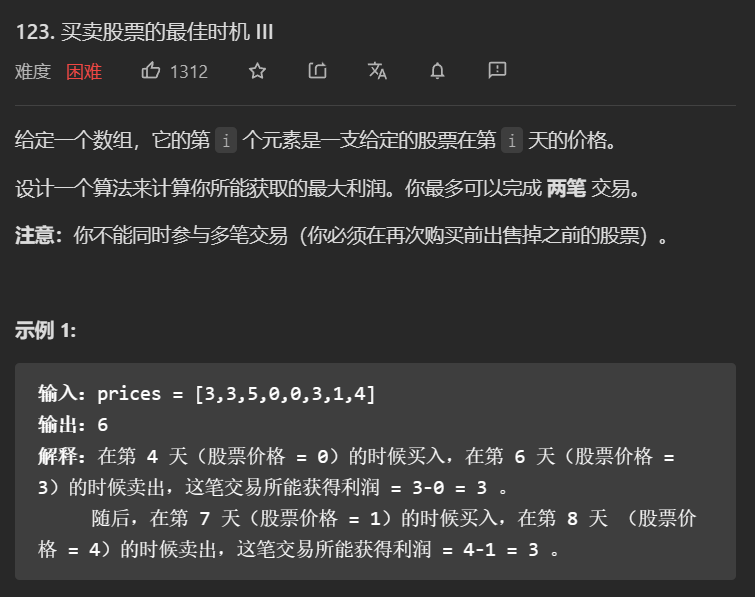 123. 买卖股票的最佳时机 III
难度 困难 1312
给定一个数组，它的第 i 个元素是一支给定的股票在第 i 天的价格。
设计一个算法来计算你所能获取的最大利润。你最多可以完成 两笔 交易。
注意：你不能同时参与多笔交易（你必须在再次购买前出售掉之前的股票）。
示例 1:
输入：prices = [3,3,5,0,0,3,1,4]
输出：6
解释：在第 4 天（股票价格 = 0）的时候买入，在第 6 天（股票价格 =
3）的时候卖出，这笔交易所能获得利润 = 3-0 = 3 。
随后，在第 7 天（股票价格 = 1）的时候买入，在第 8 天 （股票价
格 = 4）的时候卖出，这笔交易所能获得利润 = 4-1 = 3 。